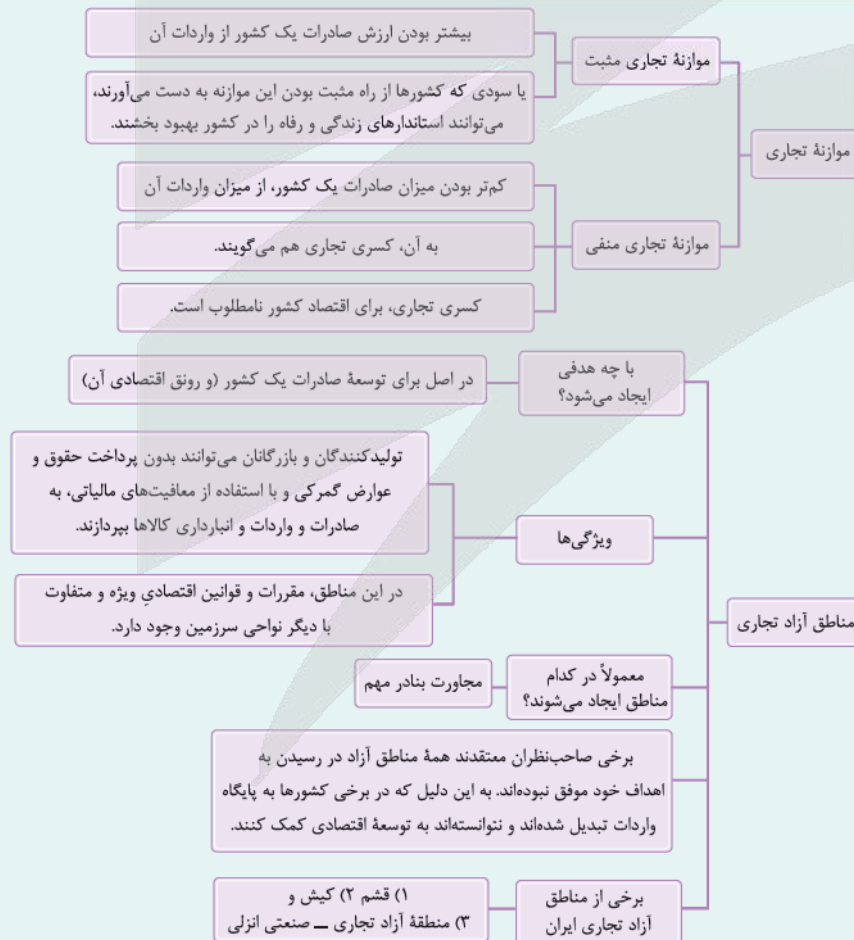 موازنهٔ تجاری
موازنهٔ تجاری مثبت
بیشتر بودن ارزش صادرات یک کشور از واردات آن
یا سودی که کشورها از راه مثبت بودن این موازنه به دست می‌آورند،
می‌توانند استاندارهای زندگی و رفاه را در کشور بهبود بخشند.
موازنهٔ تجاری منفی
کم‌تر بودن میزان صادرات یک کشور، از میزان واردات آن
به آن، کسری تجاری هم می‌گویند.
کسری تجاری، برای اقتصاد کشور نامطلوب است.
مناطق آزاد تجاری
با چه هدفی
ایجاد می‌شود؟
در اصل برای توسعهٔ صادرات یک کشور (و رونق اقتصادی آن)
ویژگی‌ها
تولیدکنندگان و بازرگانان می‌توانند بدون پرداخت حقوق و
عوارض گمرکی و با استفاده از معافیت‌های مالیاتی، به
صادرات و واردات و انبارداری کالاها بپردازند.
در این مناطق، مقررات و قوانین اقتصادیِ ویژه و متفاوت
با دیگر نواحی سرزمین وجود دارد.
معمولاً در کدام
مناطق ایجاد می‌شوند؟
مجاورت بنادر مهم
برخی صاحب‌نظران معتقدند همهٔ مناطق آزاد در رسیدن به
اهداف خود موفق نبوده‌اند. به این دلیل که در برخی کشورها به پایگاه
واردات تبدیل شده‌اند و نتوانسته‌اند به توسعهٔ اقتصادی کمک کنند.
برخی از مناطق
آزاد تجاری ایران
۱) قشم ۲) کیش و
۳) منطقهٔ آزاد تجاری ــ صنعتی انزلی